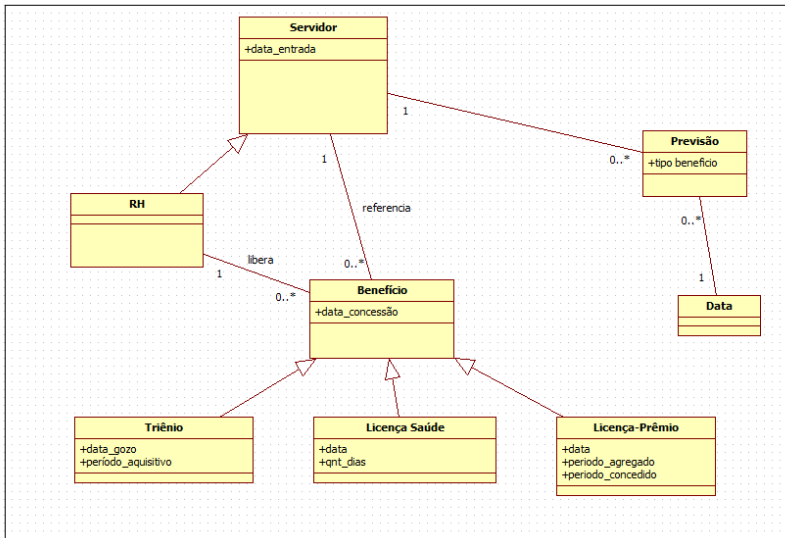 Servidor
+data_entrada
1
1
0..*
Previsão
+tipo beneficio
RH
referencia
libera
1
0..*
0..*
0..*
1
Benefício
+data_concessão
Data
Triênio
+data_gozo
+período_aquisitivo
Licença Saúde
+data
+qnt_dias
Licença-Prêmio
+data
+periodo_agregado
+periodo_concedido